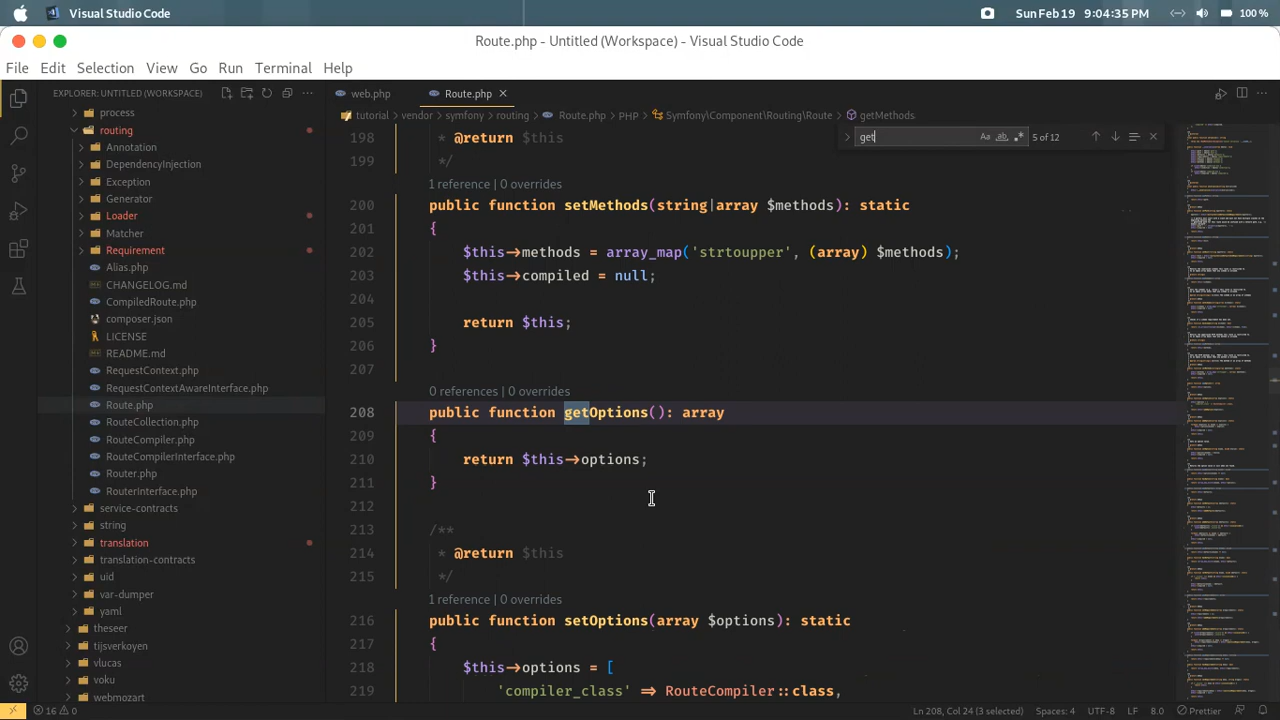 Visual Studio Code
Sun Feb 19 9:04:35 PM
100 %
Route.php - Untitled (Workspace) - Visual Studio Code
File Edit Selection View Go Run Terminal Help
EXPLORER: UNTITLED (WORKSPACE)
web.php
Route.php
tutorial > vendor > symfony > routing > Route.php > PHP > Symfony\Component\Routing\Route > getMethods
get
Aa ab .*
5 of 12
process
routing
Annotation
DependencyInjection
Exception
Generator
Loader
Matcher
Requirement
Alias.php
CHANGELOG.md
CompiledRoute.php
composer.json
LICENSE
README.md
RequestContext.php
RequestContextAwareInterface.php
Route.php
RouteCollection.php
RouteCompiler.php
RouteCompilerInterface.php
Router.php
RouterInterface.php
service-contracts
string
translation
translation-contracts
uid
var-dumper
yaml
theseer
tijsverkoyen
vlucas
voku
webmozart
198 * @return $this
199 */
1 reference | 0 overrides
200 public function setMethods(string|array $methods): static
{
202 $this->methods = array_map('strtoupper', (array) $methods);
203 $this->compiled = null;
204
205 return $this;
206 }
207
0 references | 0 overrides
208 public function getOptions(): array
209 {
210 return $this->options;
211 }
212
213 /**
214 * @return $this
215 */
1 reference | 0 overrides
216 public function setOptions(array $options): static
{
218 $this->options = [
219 'compiler_class' => RouteCompiler::class,
16 0
Ln 208, Col 24 (3 selected)
Spaces: 4
UTF-8
LF
8.0
Prettier